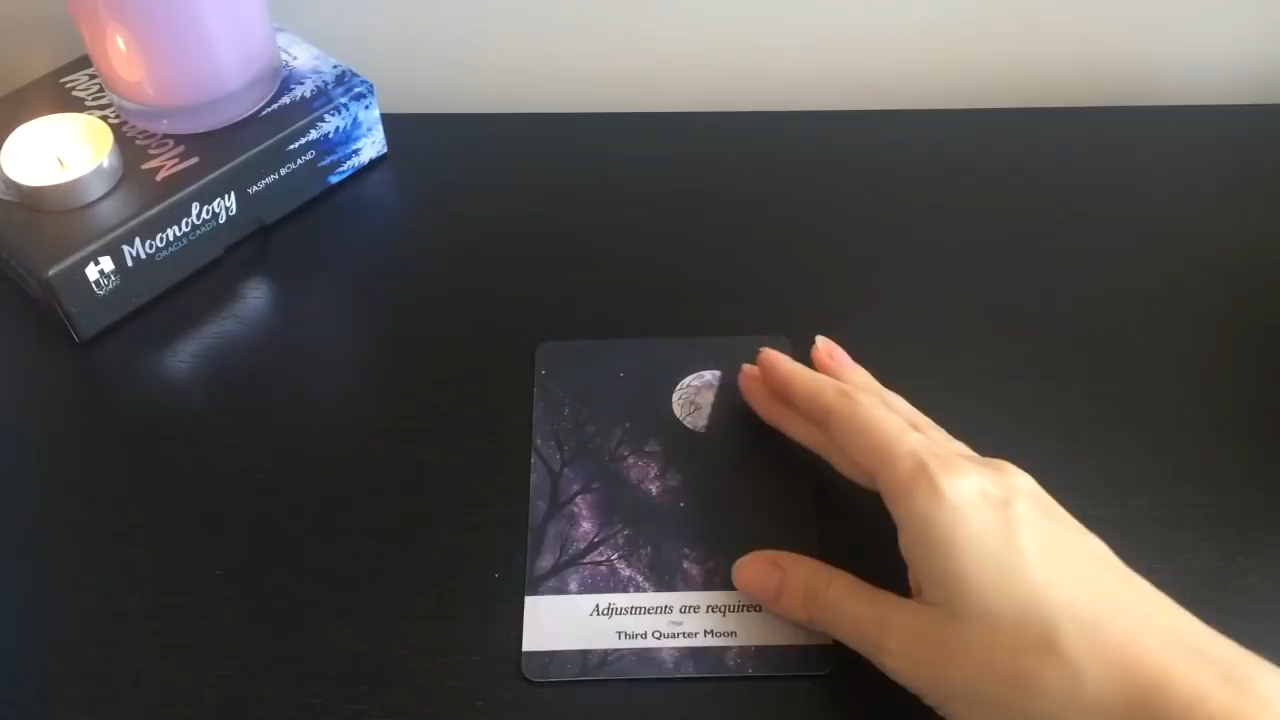 Moonology
Moonology
ORACLE CARDS
YASMIN BOLAND
Adjustments are required
Third Quarter Moon